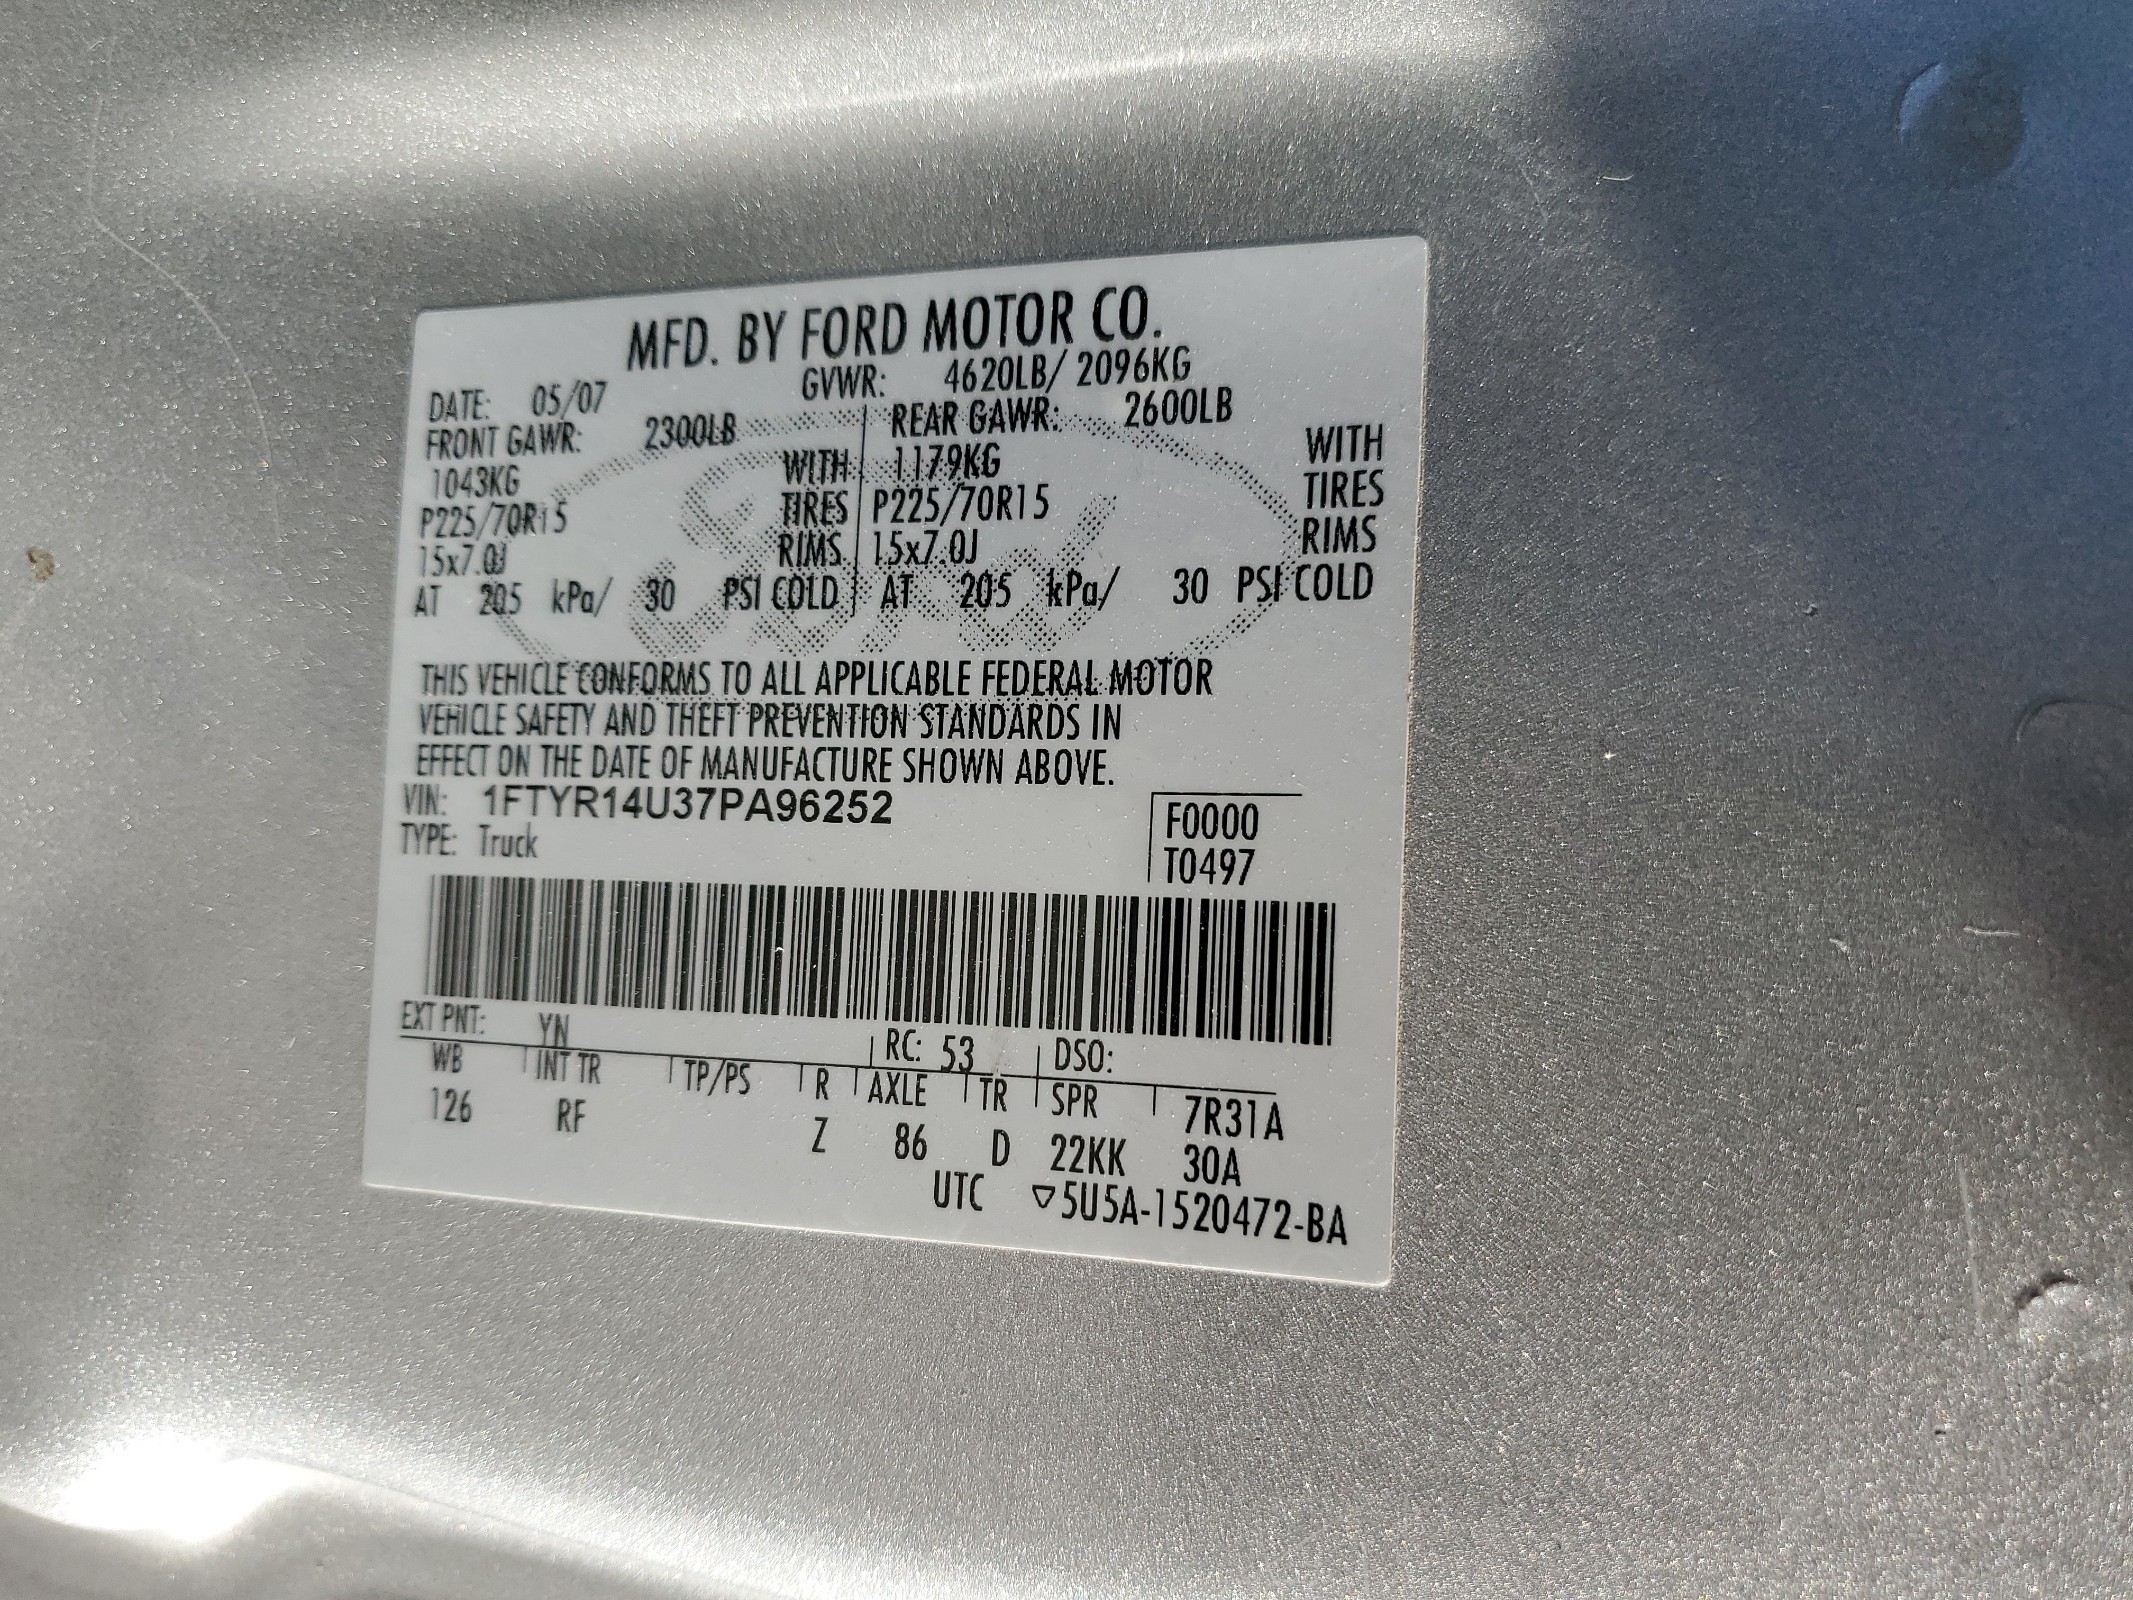 MFD. BY FORD MOTOR CO.
DATE: 05/07 GVWR: 4620LB/ 2096KG
FRONT GAWR: 2300LB REAR GAWR: 2600LB
1043KG WITH 1179KG WITH
P225/70R15 TIRES P225/70R15 TIRES
15x7.0J RIMS 15x7.0J RIMS
AT 205 kPa/ 30 PSI COLD AT 205 kPa/ 30 PSI COLD
Ford
THIS VEHICLE CONFORMS TO ALL APPLICABLE FEDERAL MOTOR
VEHICLE SAFETY AND THEFT PREVENTION STANDARDS IN
EFFECT ON THE DATE OF MANUFACTURE SHOWN ABOVE.
VIN: 1FTYR14U37PA96252 F0000
TYPE: Truck T0497
EXT PNT: YN RC: 53 DSO:
WB INT TR TP/PS R AXLE TR SPR 7R31A
126 RF Z 86 D 22KK 30A
UTC ▽5U5A-1520472-BA